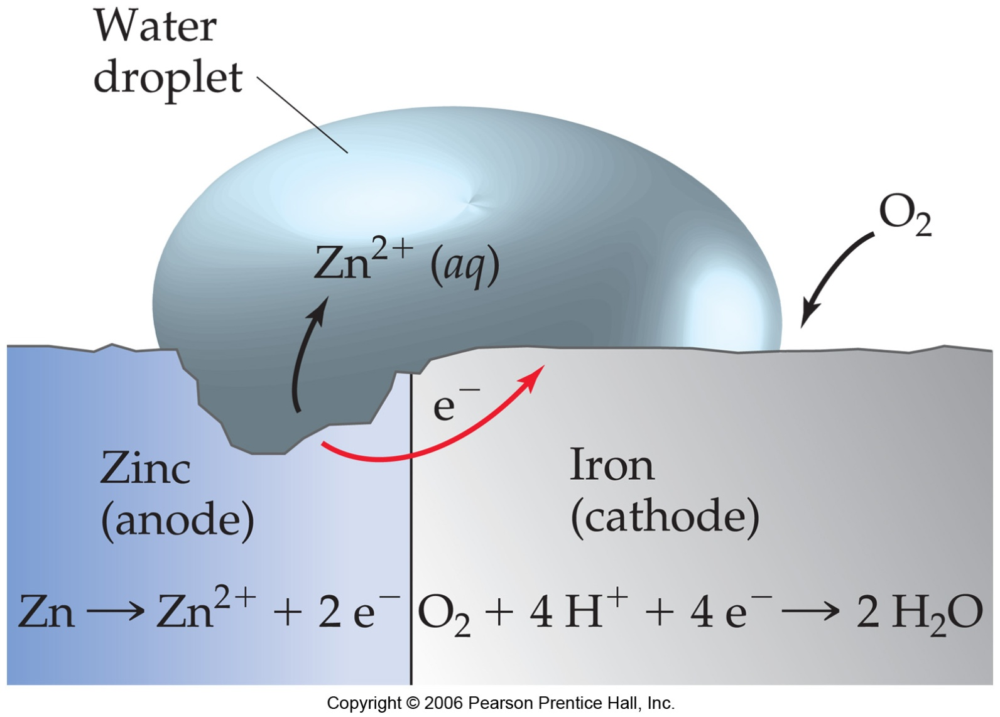 Water
droplet
O₂
Zn²⁺ (aq)
e⁻
Zinc
(anode)
Iron
(cathode)
Zn ⟶ Zn²⁺ + 2 e⁻
O₂ + 4 H⁺ + 4 e⁻ ⟶ 2 H₂O
Copyright © 2006 Pearson Prentice Hall, Inc.